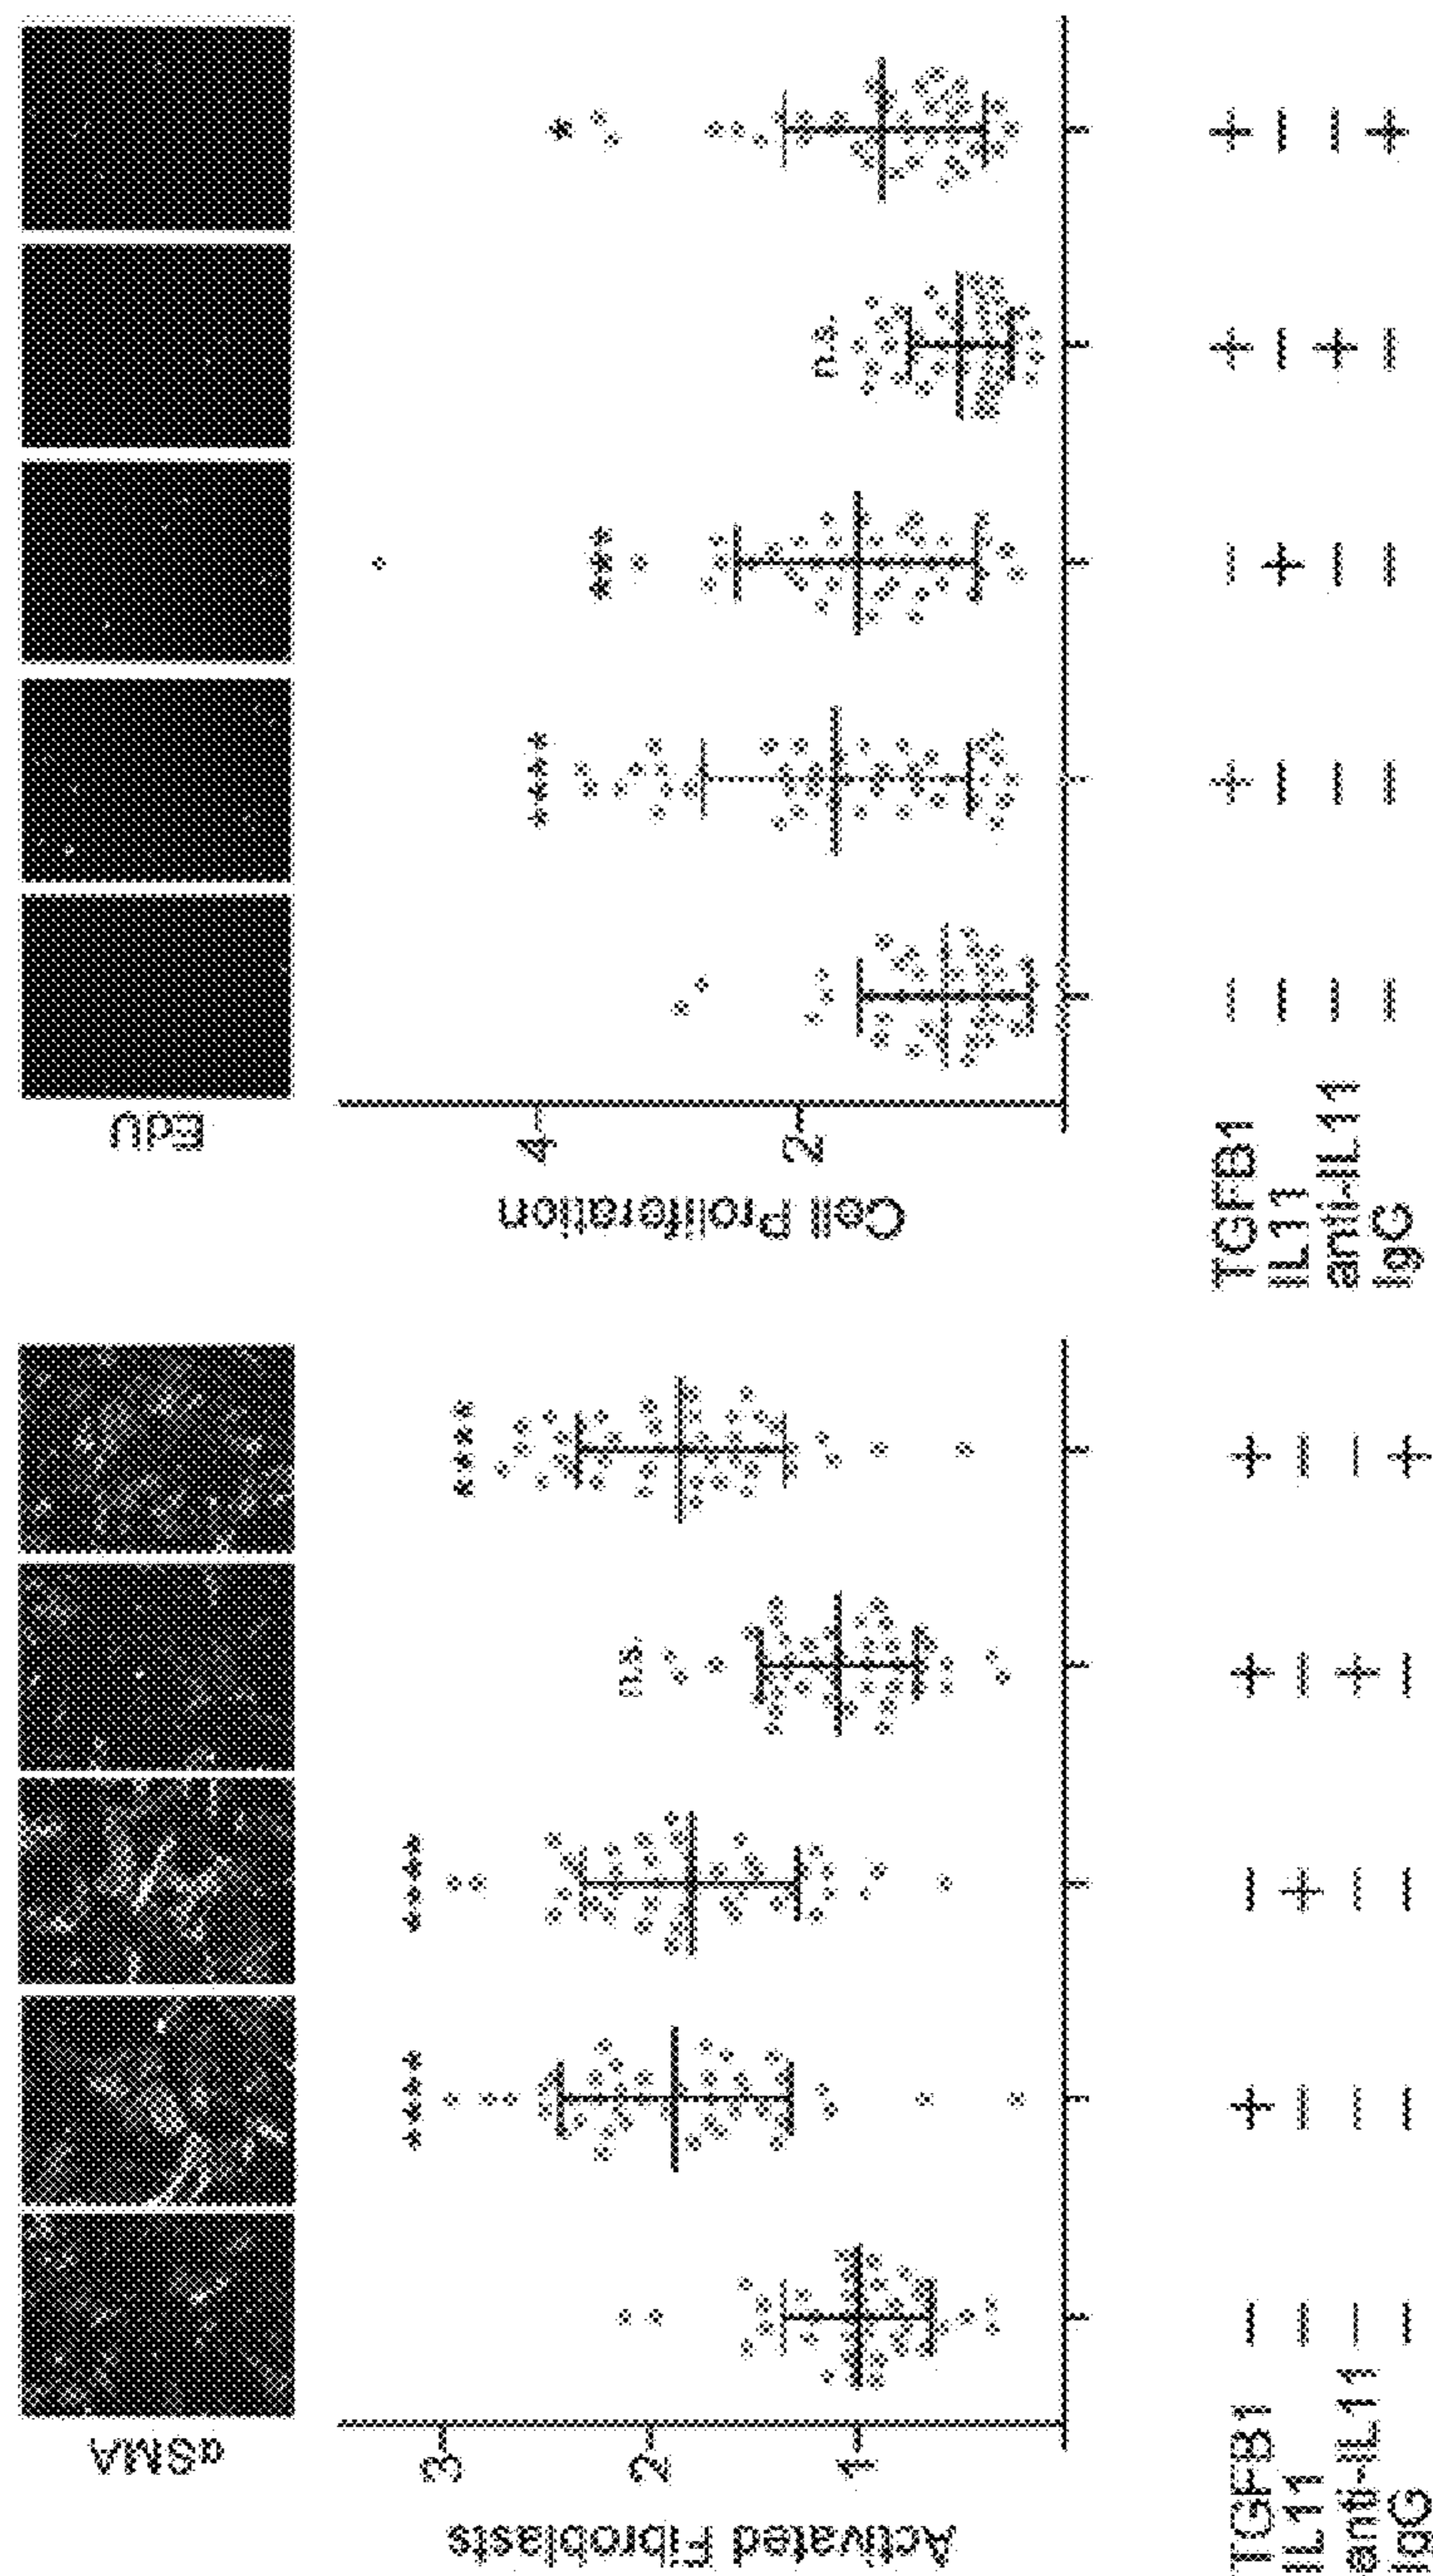 αSMA
Activated Fibroblasts
3
2
1
****
****
n.s.
****
TGFB1 − + − + +
IL11 − − + − −
anti-IL11 − − − + −
IgG − − − − +
EdU
Cell Proliferation
4
2
****
***
n.s.
*
TGFB1 − + − + +
IL11 − − + − −
anti-IL11 − − − + −
IgG − − − − +